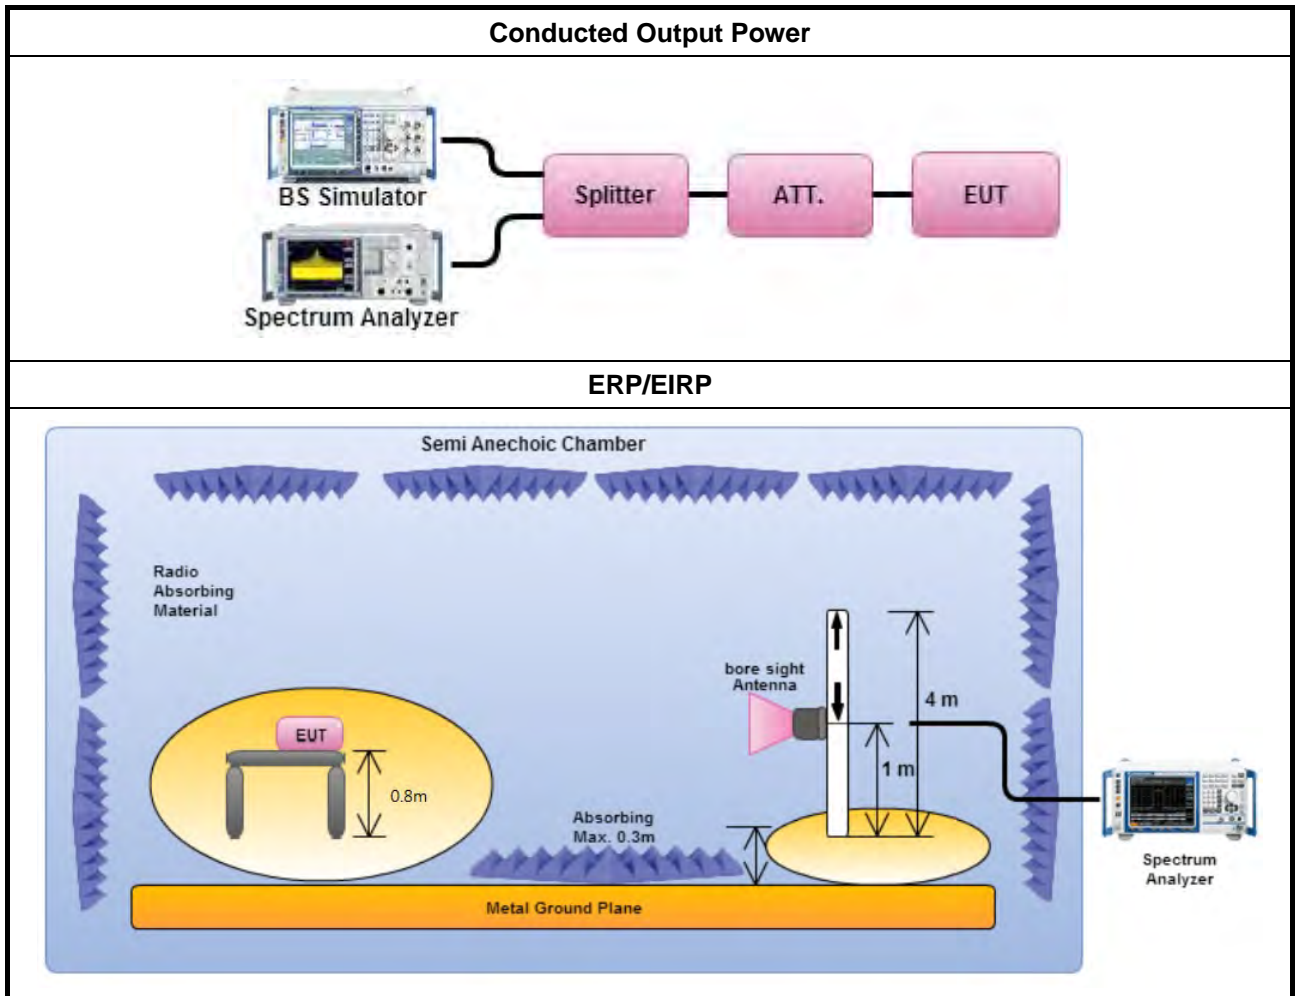 Conducted Output Power
BS Simulator
Spectrum Analyzer
Splitter
ATT.
EUT
ERP/EIRP
Semi Anechoic Chamber
Radio
Absorbing
Material
EUT
0.8m
bore sight
Antenna
4 m
1 m
Absorbing
Max. 0.3m
Metal Ground Plane
Spectrum
Analyzer